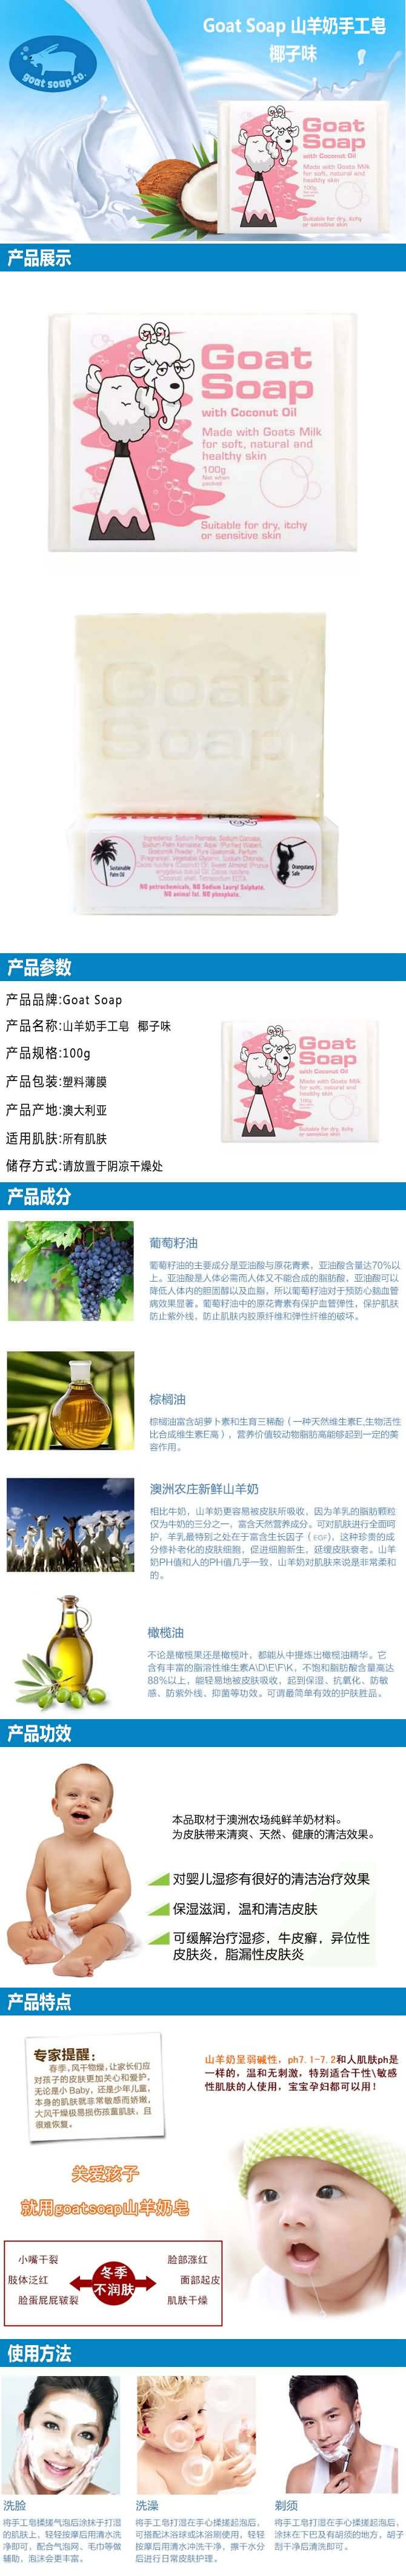 Goat Soap 山羊奶手工皂
椰子味
goat soap co.
Goat
Soap
with Coconut Oil
Made with Goats Milk
for soft, natural and
healthy skin
100g
Suitable for dry, itchy
or sensitive skin
产品展示
Goat
Soap
with Coconut Oil
Made with Goats Milk
for soft, natural and
healthy skin
100g
Net when
packed
Suitable for dry, itchy
or sensitive skin
Goat
Soap
Sustainable
Palm Oil
Orangutang
Safe
NO petrochemicals, NO Sodium Lauryl Sulphate,
NO animal fat, NO phosphate.
产品参数
产品品牌:Goat Soap
产品名称:山羊奶手工皂 椰子味
产品规格:100g
产品包装:塑料薄膜
产品产地:澳大利亚
适用肌肤:所有肌肤
储存方式:请放置于阴凉干燥处
Goat
Soap
with Coconut Oil
Made with Goats Milk
for soft, natural and
healthy skin
100g
Suitable for dry, itchy
or sensitive skin
产品成分
葡萄籽油
葡萄籽油的主要成分是亚油酸与原花青素，亚油酸含量达70%以
上。亚油酸是人体必需而人体又不能合成的脂肪酸，亚油酸可以
降低人体内的胆固醇以及血脂，所以葡萄籽油对于预防心脑血管
病效果显著。葡萄籽油中的原花青素有保护血管弹性，保护肌肤
防止紫外线，防止肌肤内胶原纤维和弹性纤维的破坏。
棕榈油
棕榈油富含胡萝卜素和生育三稀酚（一种天然维生素E,生物活性
比合成维生素E高），营养价值较动物脂肪高能够起到一定的美
容作用。
澳洲农庄新鲜山羊奶
相比牛奶，山羊奶更容易被皮肤所吸收，因为羊乳的脂肪颗粒
仅为牛奶的三分之一，富含天然营养成分。可对肌肤进行全面呵
护，羊乳最特别之处在于富含生长因子（EGF)，这种珍贵的成
分修补老化的皮肤细胞，促进细胞新生，延缓皮肤衰老。山羊
奶PH值和人的PH值几乎一致，山羊奶对肌肤来说是非常柔和
的。
橄榄油
不论是橄榄果还是橄榄叶，都能从中提炼出橄榄油精华。它
含有丰富的脂溶性维生素A\D\E\F\K，不饱和脂肪酸含量高达
88%以上，能轻易地被皮肤吸收，起到保湿、抗氧化、防敏
感、防紫外线、抑菌等功效。可谓最简单有效的护肤胜品。
产品功效
本品取材于澳洲农场纯鲜羊奶材料。
为皮肤带来清爽、天然、健康的清洁效果。
对婴儿湿疹有很好的清洁治疗效果
保湿滋润，温和清洁皮肤
可缓解治疗湿疹，牛皮癣，异位性
皮肤炎，脂漏性皮肤炎
产品特点
专家提醒：
春季,风干物燥,让家长们应
对孩子的皮肤更加关心和爱护，
无论是小Baby，还是少年儿童，
本身的肌肤就非常敏感而娇嫩，
大风干燥极易损伤孩童肌肤，且
很难恢复。
山羊奶呈弱碱性，ph7.1-7.2和人肌肤ph是
一样的，温和无刺激，特别适合干性\敏感
性肌肤的人使用，宝宝孕妇都可以用！
关爱孩子
就用goatsoap山羊奶皂
小嘴干裂
肢体泛红
脸蛋屁屁皲裂
冬季
不润肤
脸部涨红
面部起皮
肌肤干燥
使用方法
洗脸
将手工皂揉搓气泡后涂抹于打湿
的肌肤上，轻轻按摩后用清水洗
净即可，配合气泡网、毛巾等做
辅助，泡沫会更丰富。
洗澡
将手工皂打湿在手心揉搓起泡后，
可搭配沐浴球或沐浴刷使用，轻轻
按摩后用清水冲洗干净，擦干水分
后进行日常皮肤护理。
剃须
将手工皂打湿在手心揉搓起泡后，
涂抹在下巴及有胡须的地方，胡子
刮干净后清洗即可。